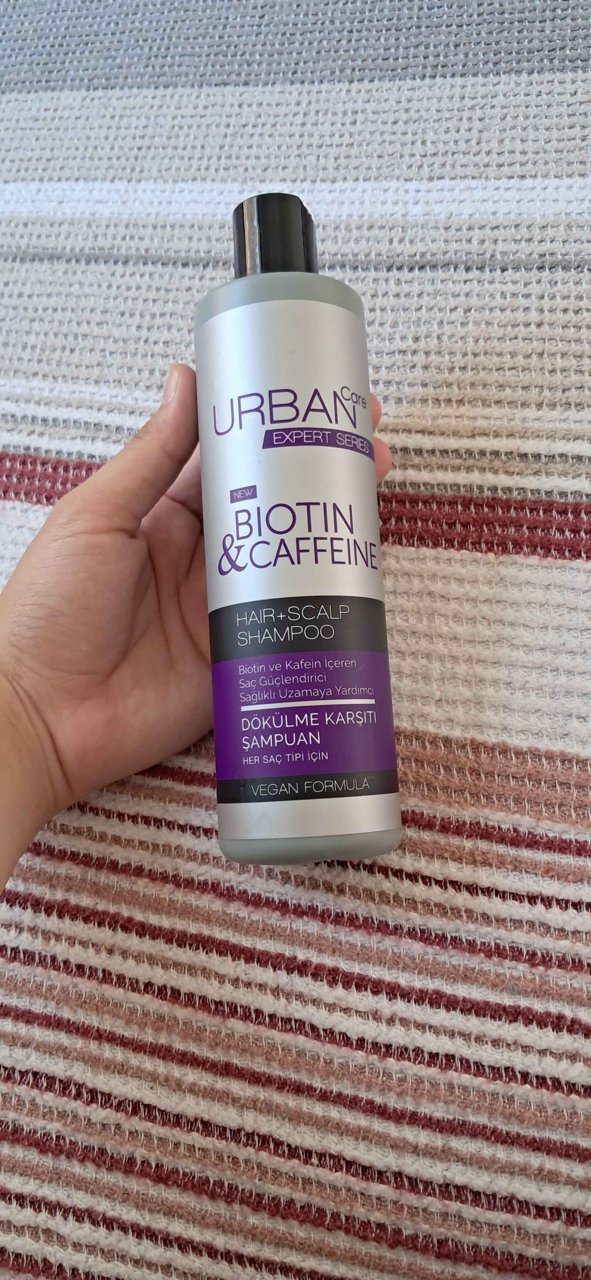 URBAN Care
EXPERT SERIES
NEW
BIOTIN
&CAFFEINE
HAIR+SCALP
SHAMPOO
Biotin ve Kafein İçeren
Saç Güçlendirici
Sağlıklı Uzamaya Yardımcı
DÖKÜLME KARŞITI
ŞAMPUAN
HER SAÇ TİPİ İÇİN
VEGAN FORMULA